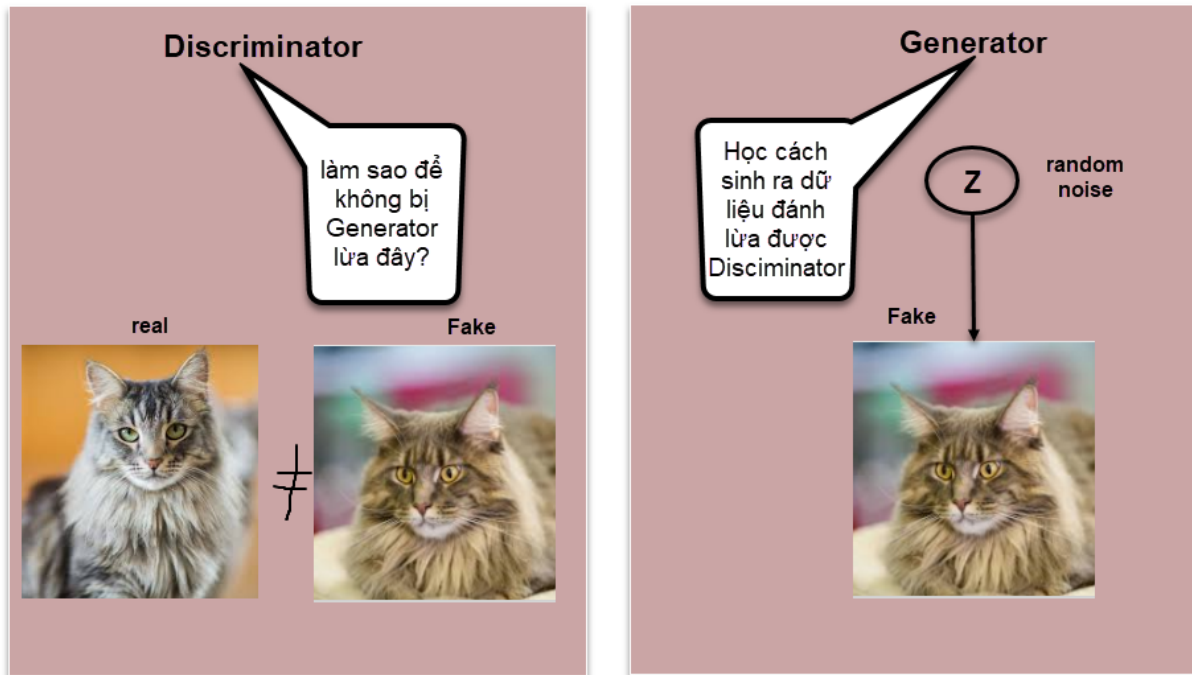 Discriminator
làm sao để
không bị
Generator
lừa đây?
real
Fake
≠
Generator
Học cách
sinh ra dữ
liệu đánh
lừa được
Disciminator
Z
random
noise
Fake